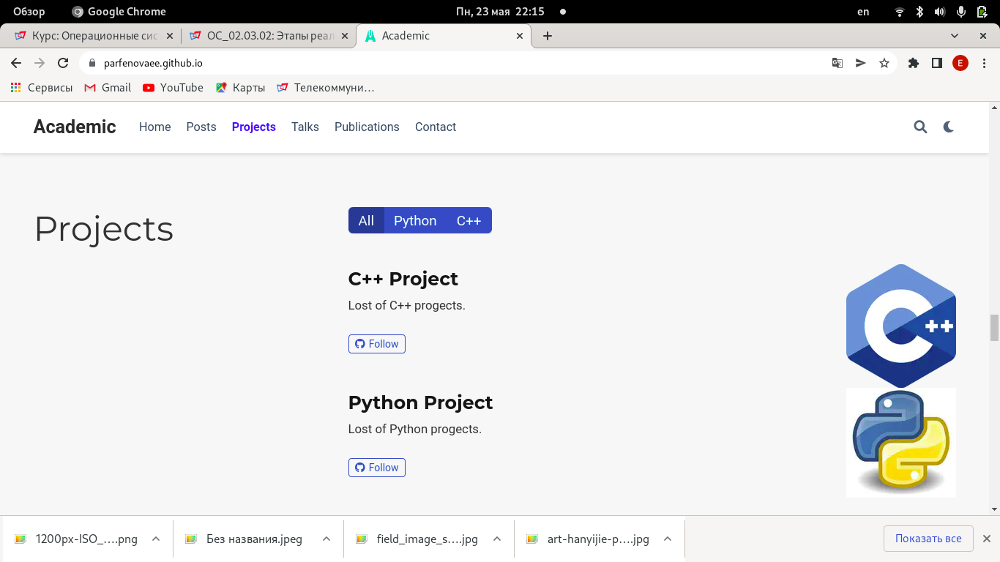 Обзор Google Chrome Пн, 23 мая 22:15 en
Курс: Операционные сис ОС_02.03.02: Этапы реал Academic
parfenovaee.github.io E
Сервисы Gmail YouTube Карты Телекоммуни…
Academic Home Posts Projects Talks Publications Contact
Projects
All Python C++
C++ Project
Lost of C++ progects.
Follow
C++
Python Project
Lost of Python progects.
Follow
1200px-ISO_….png Без названия.jpeg field_image_s….jpg art-hanyijie-p….jpg Показать все